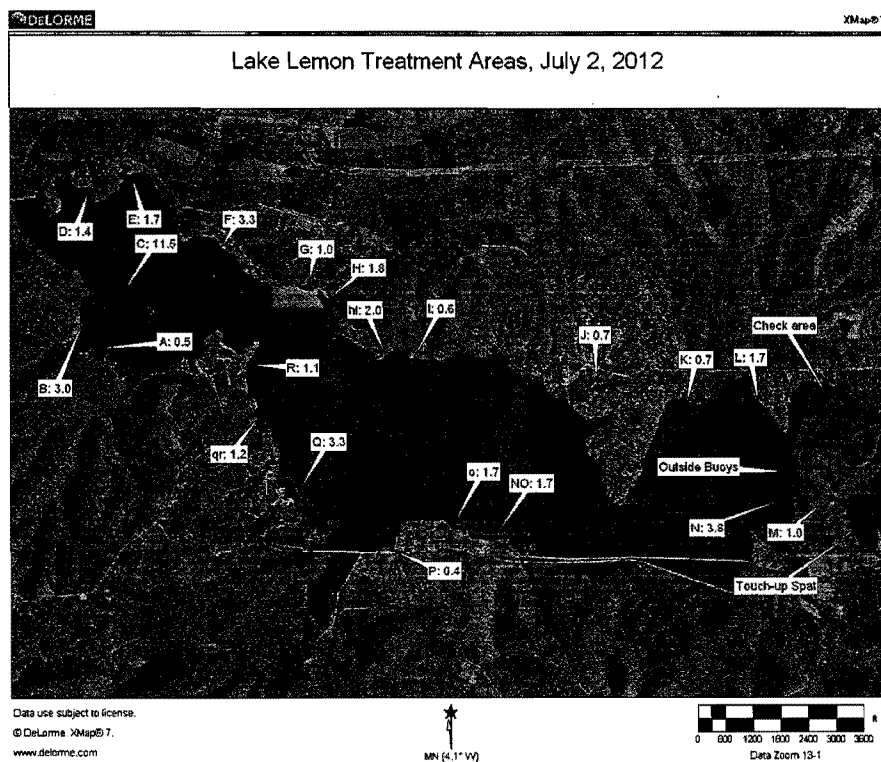 DELORME
XMap® 7
Lake Lemon Treatment Areas, July 2, 2012
D: 1.4
E: 1.7
F: 3.3
C: 11.5
G: 1.0
H: 1.8
hi: 2.0
I: 0.6
A: 0.5
B: 3.0
R: 1.1
J: 0.7
K: 0.7
L: 1.7
Check area
qr: 1.2
Q: 3.3
o: 1.7
NO: 1.7
Outside Buoys
N: 3.8
M: 1.0
P: 0.4
Touch-up Spat
Data use subject to license.
© DeLorme. XMap® 7.
www.delorme.com
MN (4.1° W)
ft
0 600 1200 1800 2400 3000 3600
Data Zoom 13-1